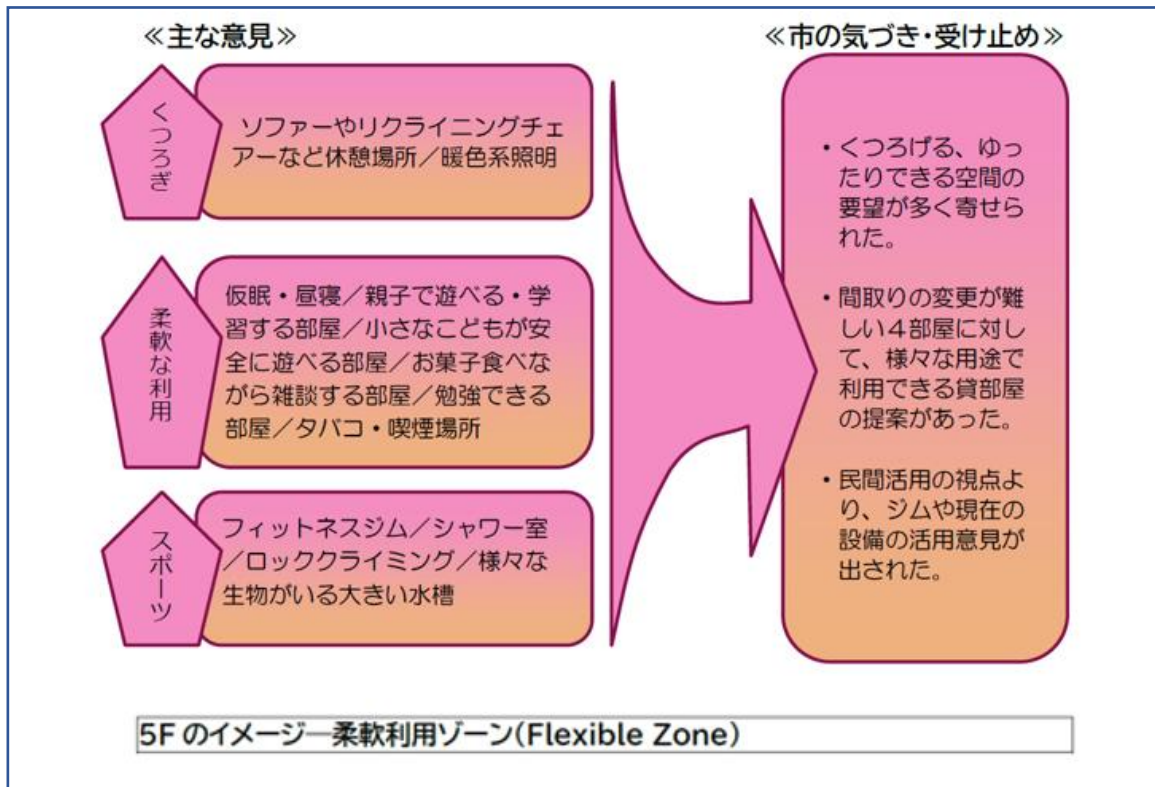 ≪主な意見≫
≪市の気づき・受け止め≫
くつろぎ
ソファーやリクライニングチェ
アーなど休憩場所／暖色系照明
柔軟な利用
仮眠・昼寝／親子で遊べる・学
習する部屋／小さなこどもが安
全に遊べる部屋／お菓子食べな
がら雑談する部屋／勉強できる
部屋／タバコ・喫煙場所
スポーツ
フィットネスジム／シャワー室
／ロッククライミング／様々な
生物がいる大きい水槽
・くつろげる、ゆっ
たりできる空間の
要望が多く寄せら
れた。
・間取りの変更が難
しい４部屋に対し
て、様々な用途で
利用できる貸部屋
の提案があった。
・民間活用の視点よ
り、ジムや現在の
設備の活用意見が
出された。
5F のイメージ―柔軟利用ゾーン(Flexible Zone)